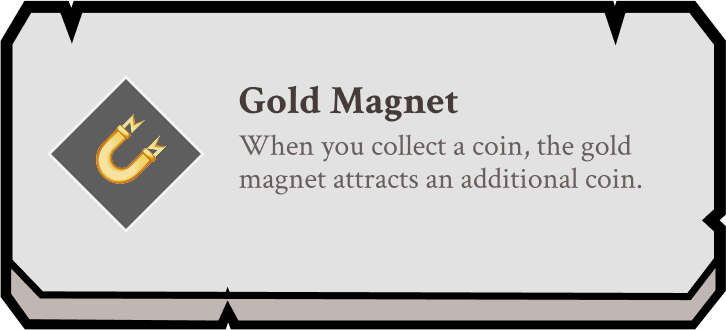 Gold Magnet
When you collect a coin, the gold
magnet attracts an additional coin.